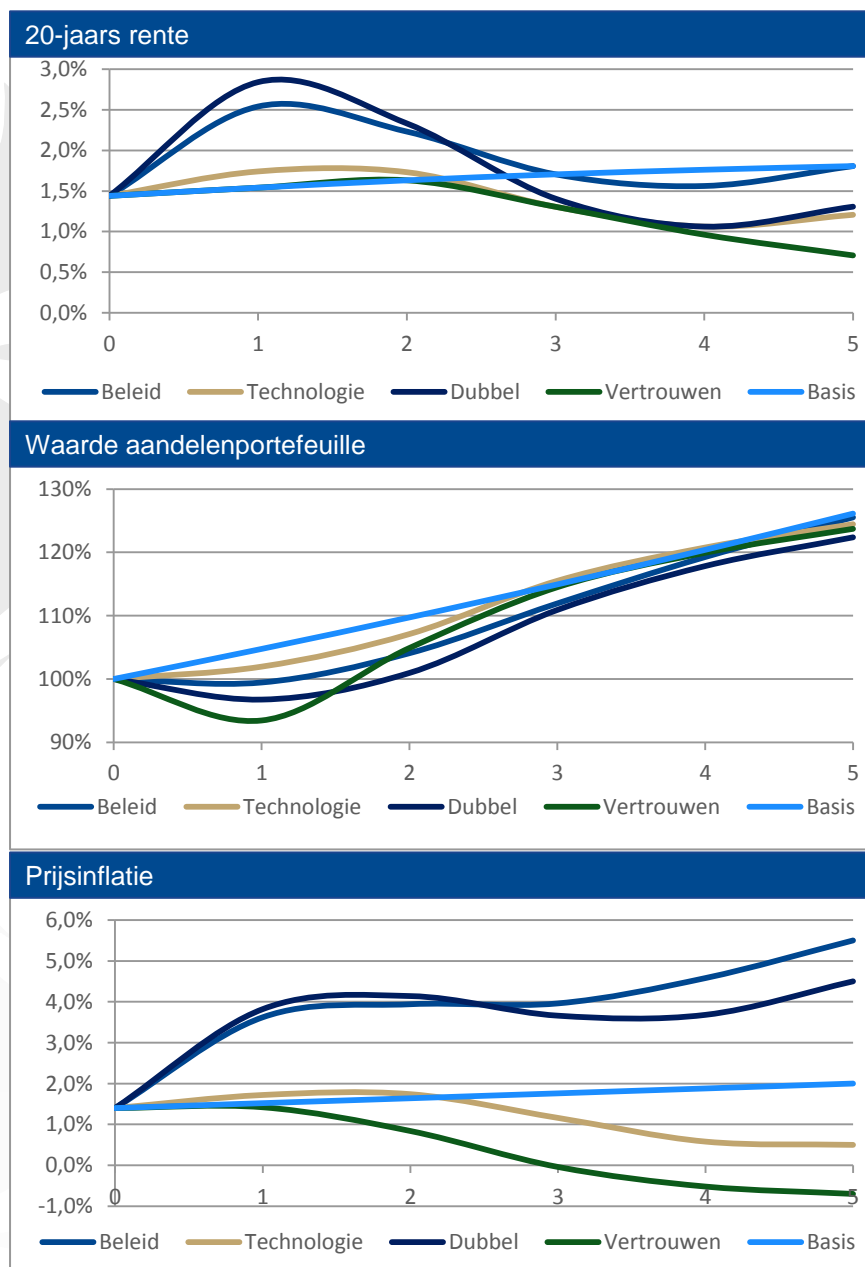 20-jaars rente
3,0%
2,5%
2,0%
1,5%
1,0%
0,5%
0,0%
0 1 2 3 4 5
Beleid Technologie Dubbel Vertrouwen Basis
Waarde aandelenportefeuille
130%
120%
110%
100%
90%
0 1 2 3 4 5
Beleid Technologie Dubbel Vertrouwen Basis
Prijsinflatie
6,0%
5,0%
4,0%
3,0%
2,0%
1,0%
0,0%
-1,0%
0 1 2 3 4 5
Beleid Technologie Dubbel Vertrouwen Basis